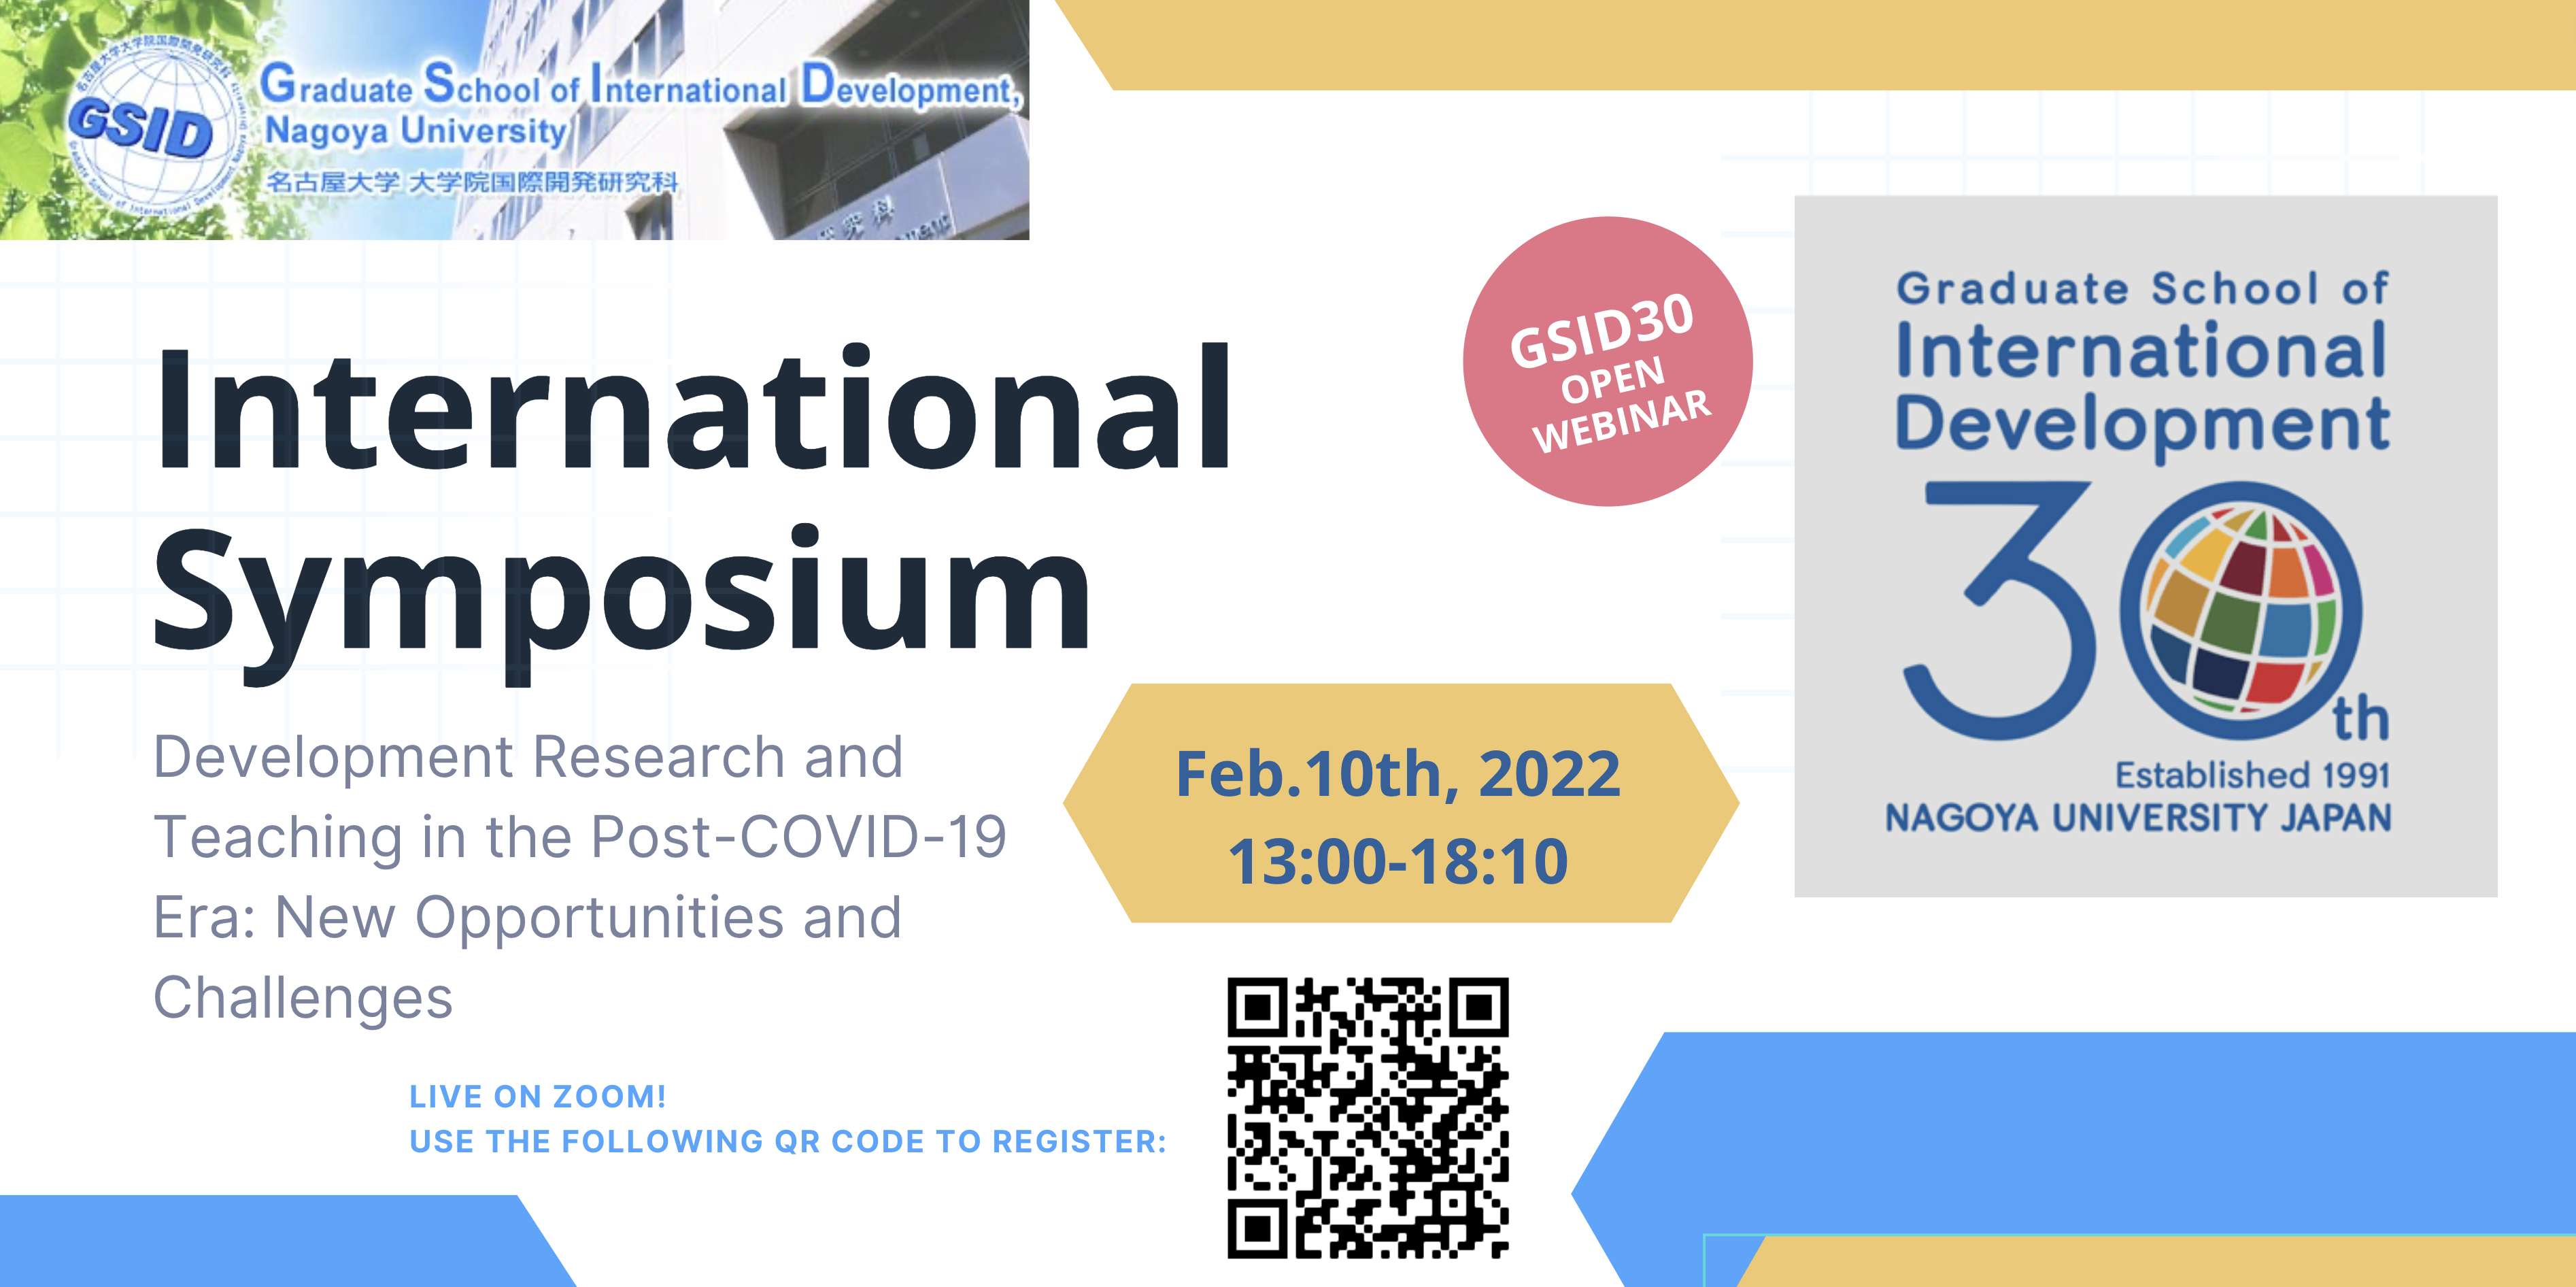 GSID
Graduate School of International Development,
Nagoya University
名古屋大学 大学院国際開発研究科
International
Symposium
Development Research and
Teaching in the Post-COVID-19
Era: New Opportunities and
Challenges
LIVE ON ZOOM!
USE THE FOLLOWING QR CODE TO REGISTER:
GSID30
OPEN
WEBINAR
Feb.10th, 2022
13:00-18:10
Graduate School of
International
Development
30th
Established 1991
NAGOYA UNIVERSITY JAPAN